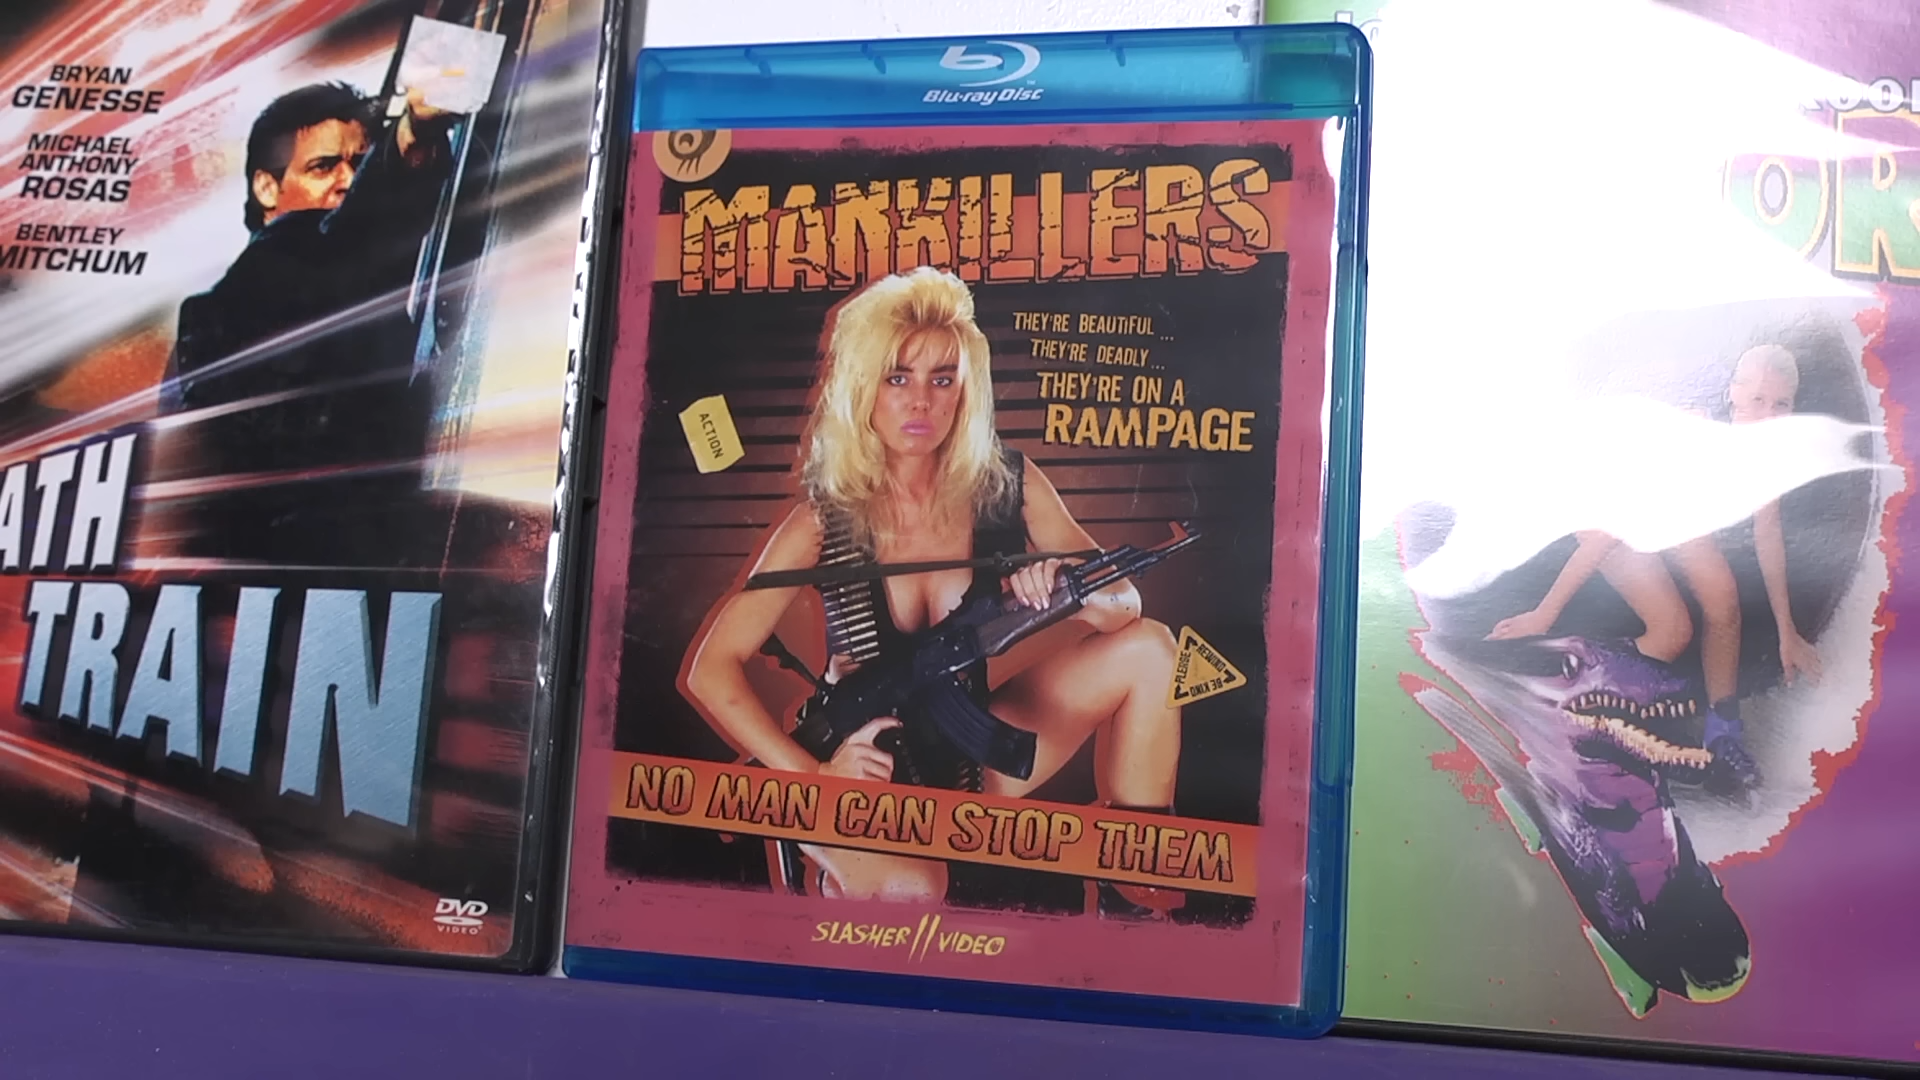 BRYAN
GENESSE
MICHAEL
ANTHONY
ROSAS
BENTLEY
MITCHUM
ATH
TRAIN
DVD
VIDEO
Blu-ray Disc
MANKILLERS
THEY'RE BEAUTIFUL ...
THEY'RE DEADLY ...
THEY'RE ON A
RAMPAGE
ACTION
PLEASE
BE KIND
REWIND
NO MAN CAN STOP THEM
SLASHER // VIDEO